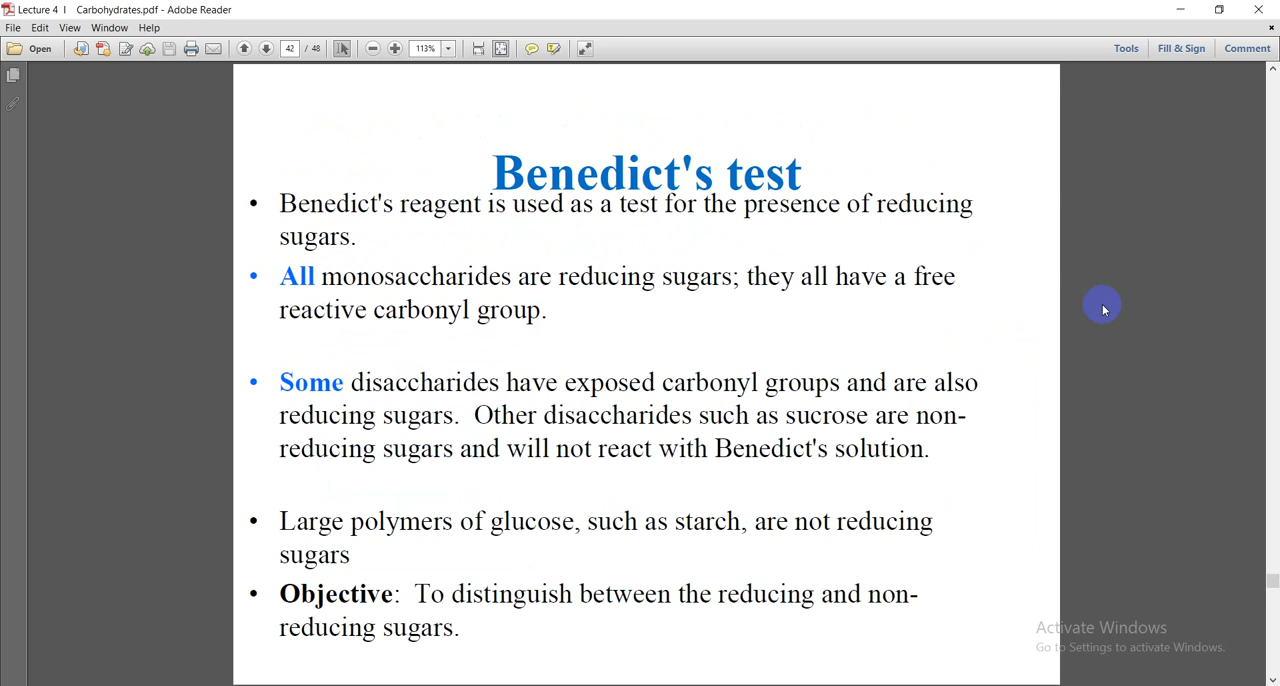 Lecture 4 I Carbohydrates.pdf - Adobe Reader
File Edit View Window Help
Open 42 / 48 113% Tools Fill & Sign Comment
Benedict's test
• Benedict's reagent is used as a test for the presence of reducing
sugars.
• All monosaccharides are reducing sugars; they all have a free
reactive carbonyl group.
• Some disaccharides have exposed carbonyl groups and are also
reducing sugars. Other disaccharides such as sucrose are non-
reducing sugars and will not react with Benedict's solution.
• Large polymers of glucose, such as starch, are not reducing
sugars
• Objective: To distinguish between the reducing and non-
reducing sugars.
Activate Windows
Go to Settings to activate Windows.